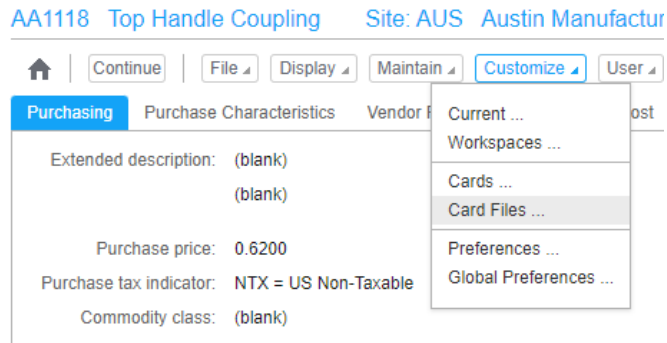 AA1118 Top Handle Coupling Site: AUS Austin
Continue File Display Maintain Customize User
Purchasing Purchase Characteristics Vendor
Current ...
Workspaces ...
Extended description: (blank)
Cards ...
(blank)
Card Files ...
Purchase price: 0.6200
Preferences ...
Purchase tax indicator: NTX = US Non-Taxable
Global Preferences ...
Commodity class: (blank)